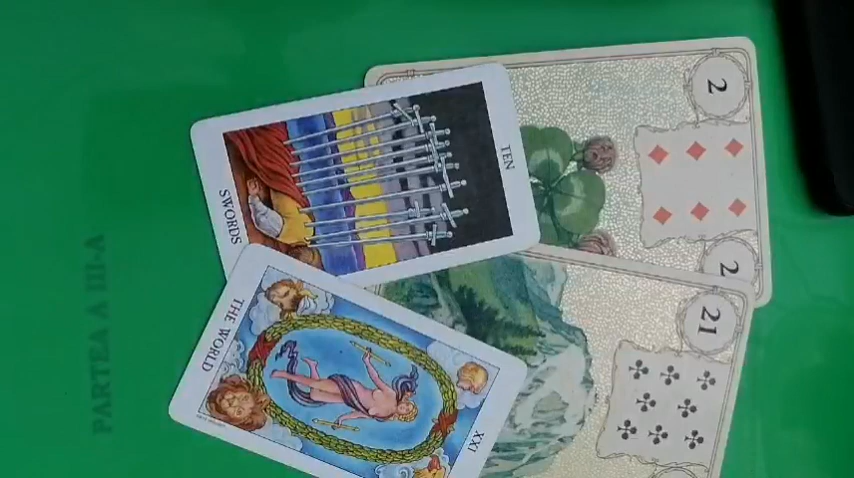 TEN
SWORDS
2
2
XXI
THE WORLD
21
PARTEA A III-A